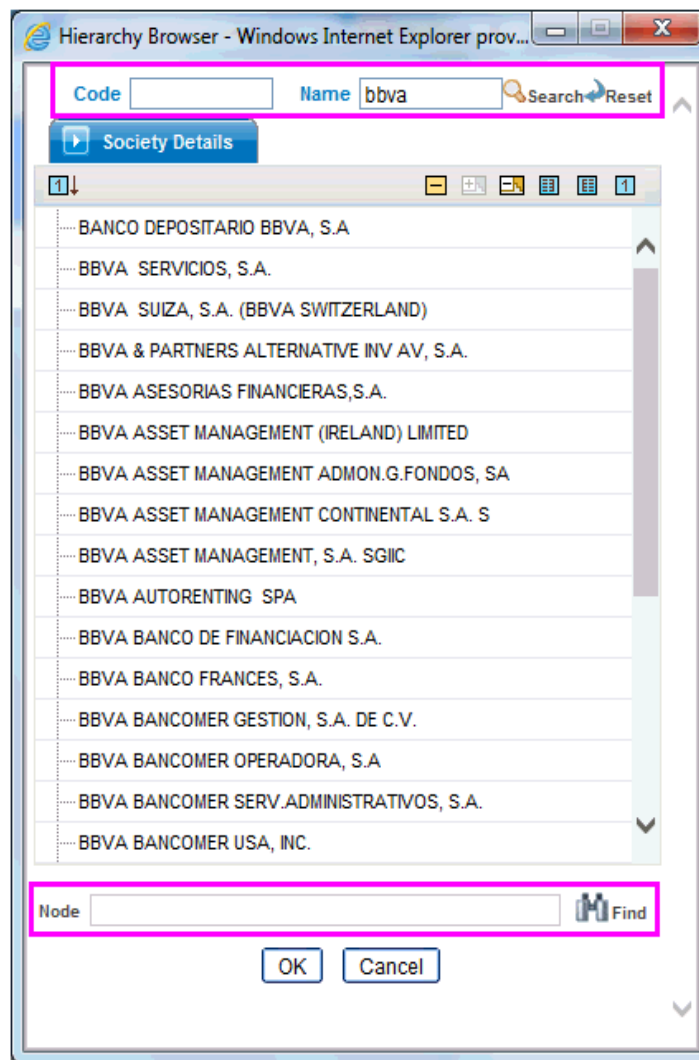 Hierarchy Browser - Windows Internet Explorer prov...
Code Name bbva Search Reset
Society Details
1 1
BANCO DEPOSITARIO BBVA, S.A
BBVA SERVICIOS, S.A.
BBVA SUIZA, S.A. (BBVA SWITZERLAND)
BBVA & PARTNERS ALTERNATIVE INV AV, S.A.
BBVA ASESORIAS FINANCIERAS,S.A.
BBVA ASSET MANAGEMENT (IRELAND) LIMITED
BBVA ASSET MANAGEMENT ADMON.G.FONDOS, SA
BBVA ASSET MANAGEMENT CONTINENTAL S.A. S
BBVA ASSET MANAGEMENT, S.A. SGIIC
BBVA AUTORENTING SPA
BBVA BANCO DE FINANCIACION S.A.
BBVA BANCO FRANCES, S.A.
BBVA BANCOMER GESTION, S.A. DE C.V.
BBVA BANCOMER OPERADORA, S.A
BBVA BANCOMER SERV.ADMINISTRATIVOS, S.A.
BBVA BANCOMER USA, INC.
Node Find
OK Cancel